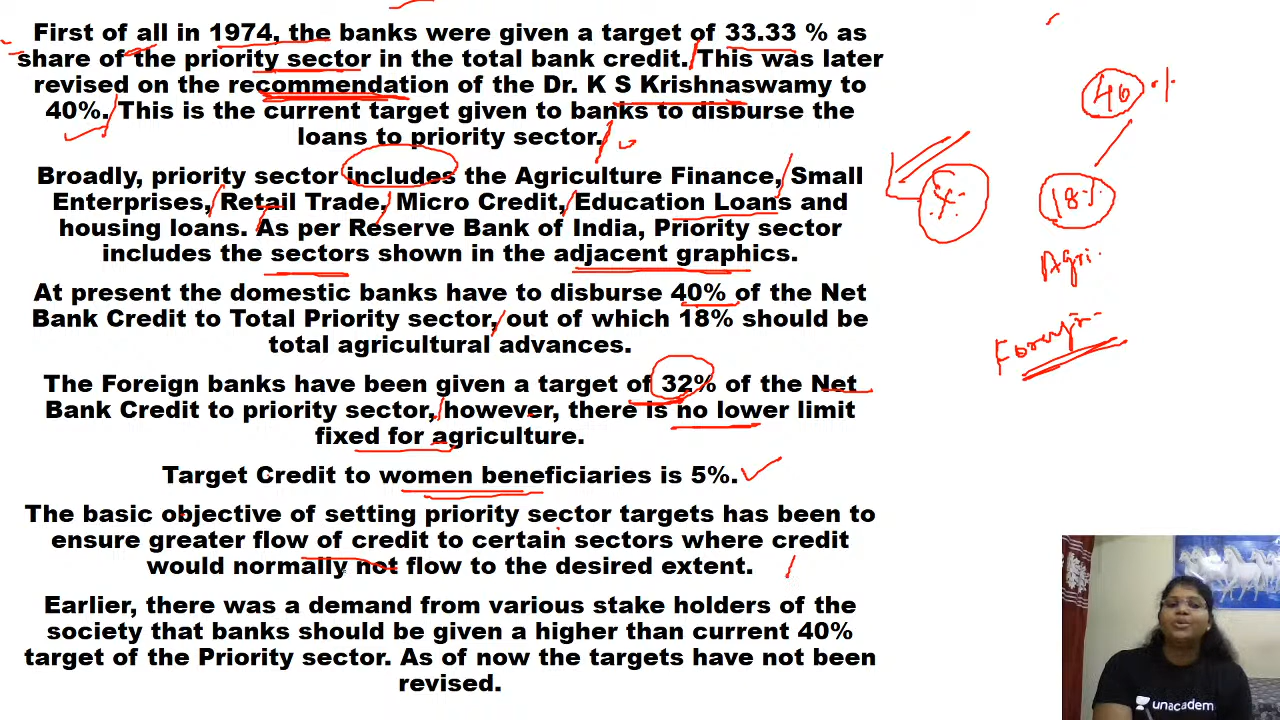 First of all in 1974, the banks were given a target of 33.33 % as
share of the priority sector in the total bank credit. This was later
revised on the recommendation of the Dr. K S Krishnaswamy to
40%. This is the current target given to banks to disburse the
loans to priority sector.
Broadly, priority sector includes the Agriculture Finance, Small
Enterprises, Retail Trade, Micro Credit, Education Loans and
housing loans. As per Reserve Bank of India, Priority sector
includes the sectors shown in the adjacent graphics.
At present the domestic banks have to disburse 40% of the Net
Bank Credit to Total Priority sector, out of which 18% should be
total agricultural advances.
The Foreign banks have been given a target of 32% of the Net
Bank Credit to priority sector, however, there is no lower limit
fixed for agriculture.
Target Credit to women beneficiaries is 5%.
The basic objective of setting priority sector targets has been to
ensure greater flow of credit to certain sectors where credit
would normally not flow to the desired extent.
Earlier, there was a demand from various stake holders of the
society that banks should be given a higher than current 40%
target of the Priority sector. As of now the targets have not been
revised.
40 %
18%
Agri.
unacademy